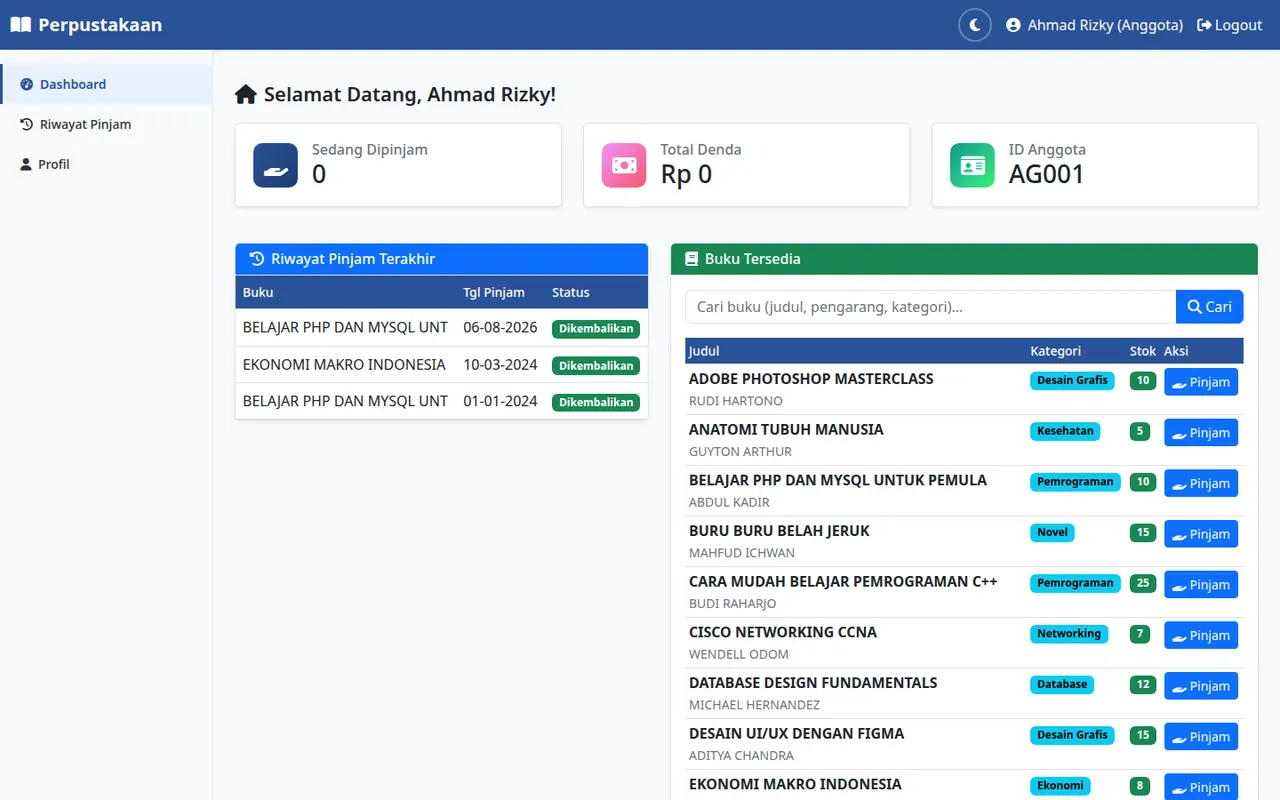 Perpustakaan
Ahmad Rizky (Anggota) Logout
Dashboard
Riwayat Pinjam
Profil
Selamat Datang, Ahmad Rizky!
Sedang Dipinjam
0
Total Denda
Rp 0
ID Anggota
AG001
Riwayat Pinjam Terakhir
Buku Tgl Pinjam Status
BELAJAR PHP DAN MYSQL UNT 06-08-2026 Dikembalikan
EKONOMI MAKRO INDONESIA 10-03-2024 Dikembalikan
BELAJAR PHP DAN MYSQL UNT 01-01-2024 Dikembalikan
Buku Tersedia
Cari buku (judul, pengarang, kategori)... Cari
Judul Kategori Stok Aksi
ADOBE PHOTOSHOP MASTERCLASS Desain Grafis 10 Pinjam
RUDI HARTONO
ANATOMI TUBUH MANUSIA Kesehatan 5 Pinjam
GUYTON ARTHUR
BELAJAR PHP DAN MYSQL UNTUK PEMULA Pemrograman 10 Pinjam
ABDUL KADIR
BURU BURU BELAH JERUK Novel 15 Pinjam
MAHFUD ICHWAN
CARA MUDAH BELAJAR PEMROGRAMAN C++ Pemrograman 25 Pinjam
BUDI RAHARJO
CISCO NETWORKING CCNA Networking 7 Pinjam
WENDELL ODOM
DATABASE DESIGN FUNDAMENTALS Database 12 Pinjam
MICHAEL HERNANDEZ
DESAIN UI/UX DENGAN FIGMA Desain Grafis 15 Pinjam
ADITYA CHANDRA
EKONOMI MAKRO INDONESIA Ekonomi 8 Pinjam